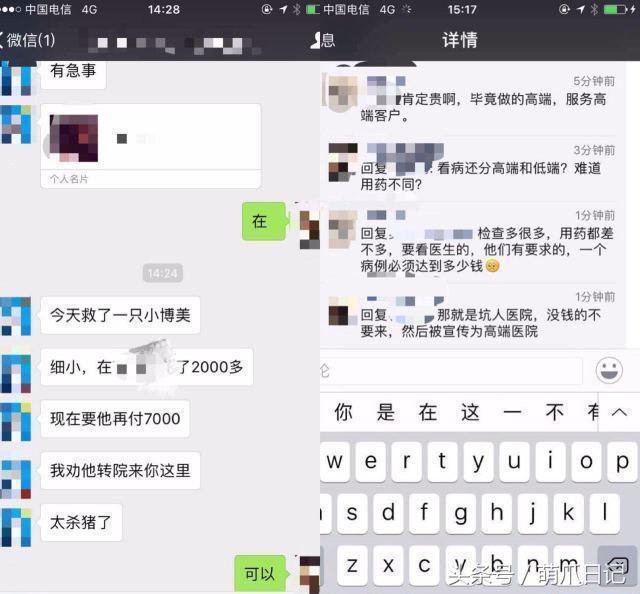 中国电信 4G 14:28
微信(1)
有急事
个人名片
在
14:24
今天救了一只小博美
细小，在
了2000多
现在要他再付7000
我劝他转院来你这里
太杀猪了
可以
中国电信 4G 15:17
息
详情
5分钟前
肯定贵啊，毕竟做的高端，服务高
端客户。
3分钟前
回复
: 看病还分高端和低端？难道
用药不同？
1分钟前
回复
检查多很多，用药都差
不多，要看医生的，他们有要求的，一个
病例必须达到多少钱
1分钟前
回复
那就是坑人医院，没钱的不
要来，然后被宣传为高端医院
论
你 是 在 这 一 不 有
w e r t y u i o p
s d f g h j k l
z x c v b n m
头条号 / 萌爪日记